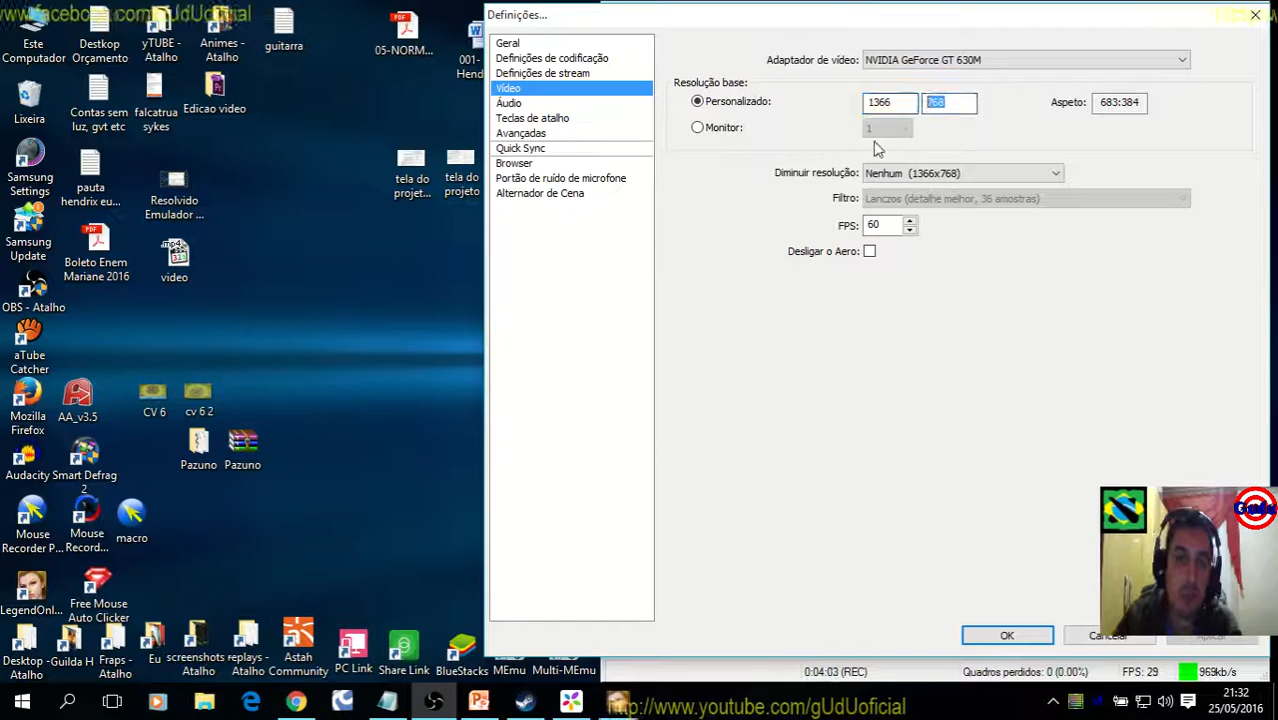 http://www.facebook.com/gUdUoficial
Definições...
Este
Computador
Destkop
Orçamento
yTUBE -
Atalho
Animes -
Atalho
guitarra
05-NORM...
001-
Hend
Lixeira
Contas sem
luz, gvt etc
falcatrua
sykes
Edicao video
Samsung
Settings
pauta
hendrix eu...
Resolvido
Emulador ...
tela do
projet...
tela do
projeto
Samsung
Update
Boleto Enem
Mariane 2016
video
OBS - Atalho
aTube
Catcher
Mozilla
Firefox
AA_v3.5
CV 6
cv 6 2
Audacity
Smart Defrag
2
Pazuno
Pazuno
Mouse
Recorder P...
Mouse
Record...
macro
LegendOnl...
Free Mouse
Auto Clicker
Desktop
- Atalho
Guilda H
Fraps -
Atalho
Eu
screenshots
- Atalho
replays -
Atalho
Astah
Community
PC Link
Share Link
BlueStacks
MEmu
Multi-MEmu
Geral
Definições de codificação
Definições de stream
Vídeo
Áudio
Teclas de atalho
Avançadas
Quick Sync
Browser
Portão de ruído de microfone
Alternador de Cena
Adaptador de vídeo: NVIDIA GeForce GT 630M
Resolução base:
Personalizado: 1366 768 Aspeto: 683:384
Monitor: 1
Diminuir resolução: Nenhum (1366x768)
Filtro: Lanczos (detalhe melhor, 36 amostras)
FPS: 60
Desligar o Aero:
OK
Cancelar
Aplicar
Gudu
0:04:03 (REC)
Quadros perdidos: 0 (0.00%)
FPS: 29
969kb/s
http://www.youtube.com/gUdUoficial
21:32
25/05/2016